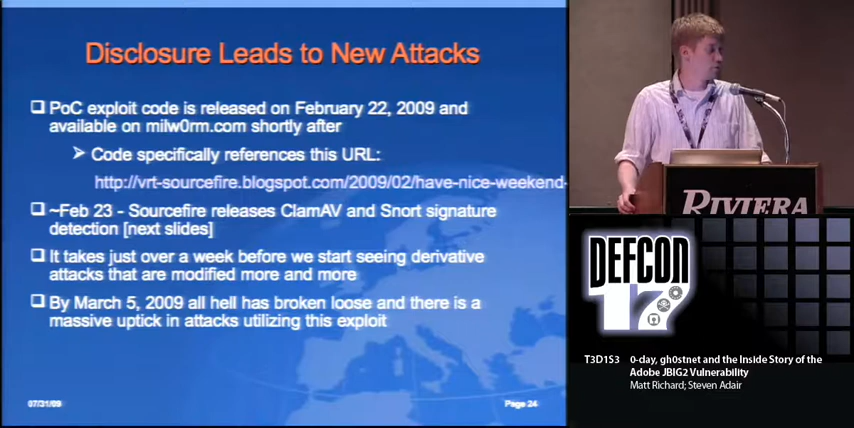 Disclosure Leads to New Attacks
❑ PoC exploit code is released on February 22, 2009 and
available on milw0rm.com shortly after
➢ Code specifically references this URL:
http://vrt-sourcefire.blogspot.com/2009/02/have-nice-weekend-
❑ ~Feb 23 - Sourcefire releases ClamAV and Snort signature
detection [next slides]
❑ It takes just over a week before we start seeing derivative
attacks that are modified more and more
❑ By March 5, 2009 all hell has broken loose and there is a
massive uptick in attacks utilizing this exploit
07/31/09
Page 24
RIVIERA
DEFCON
17
T3D1S3 0-day, gh0stnet and the Inside Story of the
Adobe JBIG2 Vulnerability
Matt Richard; Steven Adair